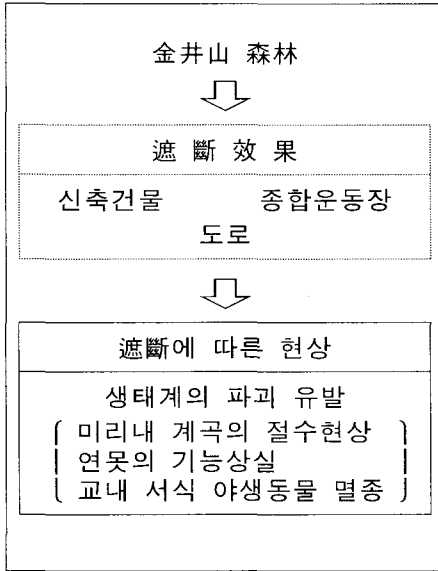 金井山 森林
遮斷效果
신축건물 종합운동장
도로
遮斷에 따른 현상
생태계의 파괴 유발
미리내 계곡의 절수현상
연못의 기능상실
교내 서식 야생동물 멸종